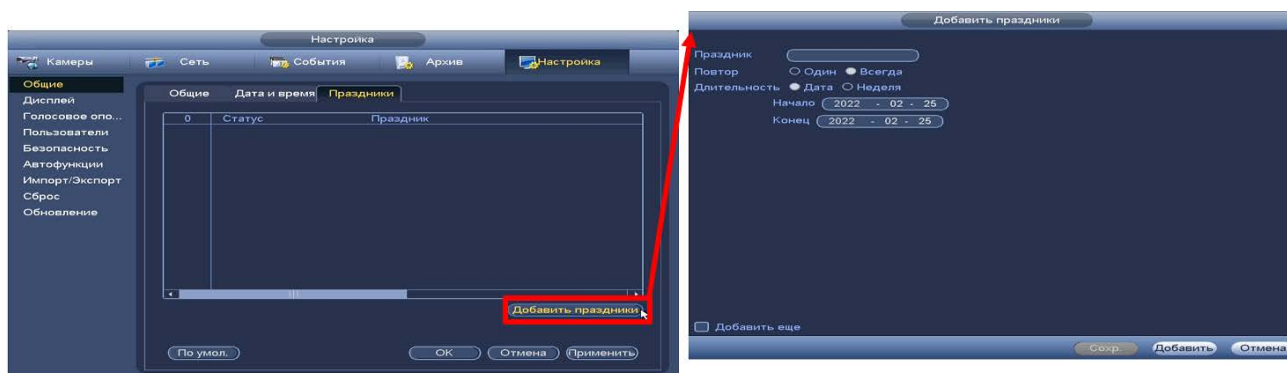 Настройка
Камеры Сеть События Архив Настройка
Общие
Дисплей
Голосовое опо...
Пользователи
Безопасность
Автофункции
Импорт/Экспорт
Сброс
Обновление
Общие Дата и время Праздники
0 Статус Праздник
Добавить праздники
По умол. ОК Отмена Применить
Добавить праздники
Праздник
Повтор Один Всегда
Длительность Дата Неделя
Начало 2022 - 02 - 25
Конец 2022 - 02 - 25
Добавить еще
Сохр. Добавить Отмена